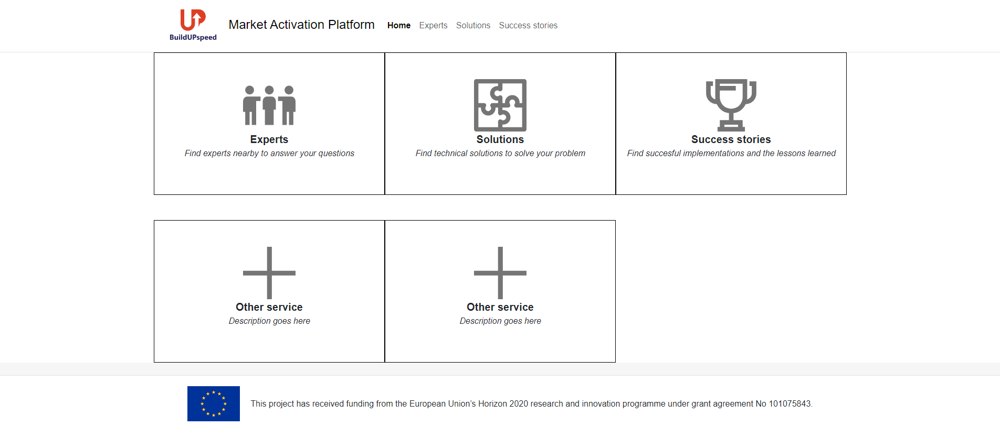 UP
BuildUPspeed
Market Activation Platform Home Experts Solutions Success stories
Experts
Find experts nearby to answer your questions
Solutions
Find technical solutions to solve your problem
Success stories
Find succesful implementations and the lessons learned
Other service
Description goes here
Other service
Description goes here
This project has received funding from the European Union’s Horizon 2020 research and innovation programme under grant agreement No 101075843.